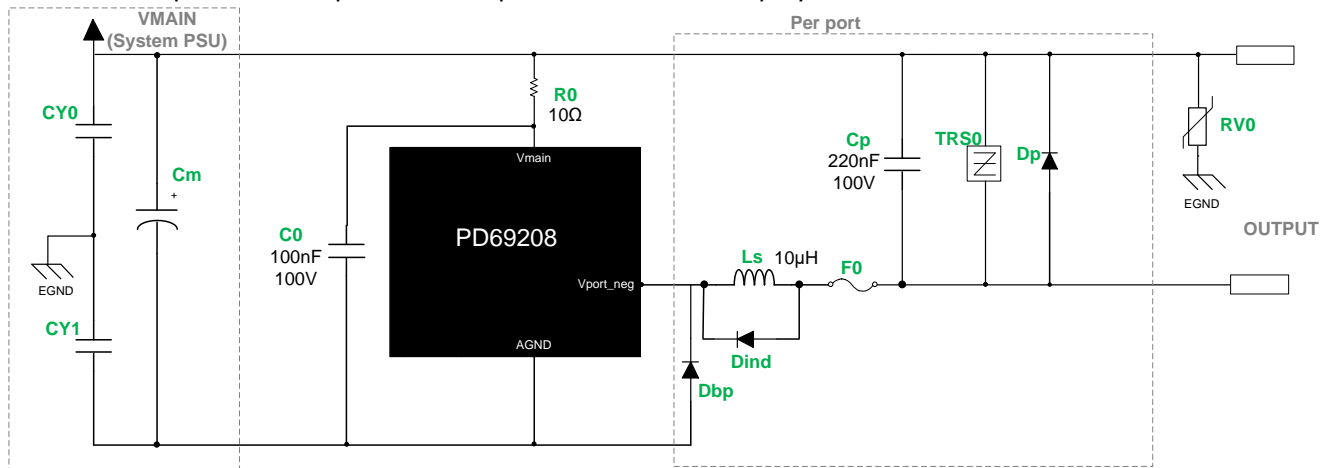 VMAIN
(System PSU)
Per port
CY0
Cm
+
R0
10Ω
Vmain
Cp
220nF
100V
TRS0
Dp
RV0
EGND
OUTPUT
C0
100nF
100V
PD69208
Vport_neg
AGND
Ls
10µH
F0
Dind
Dbp
EGND
CY1